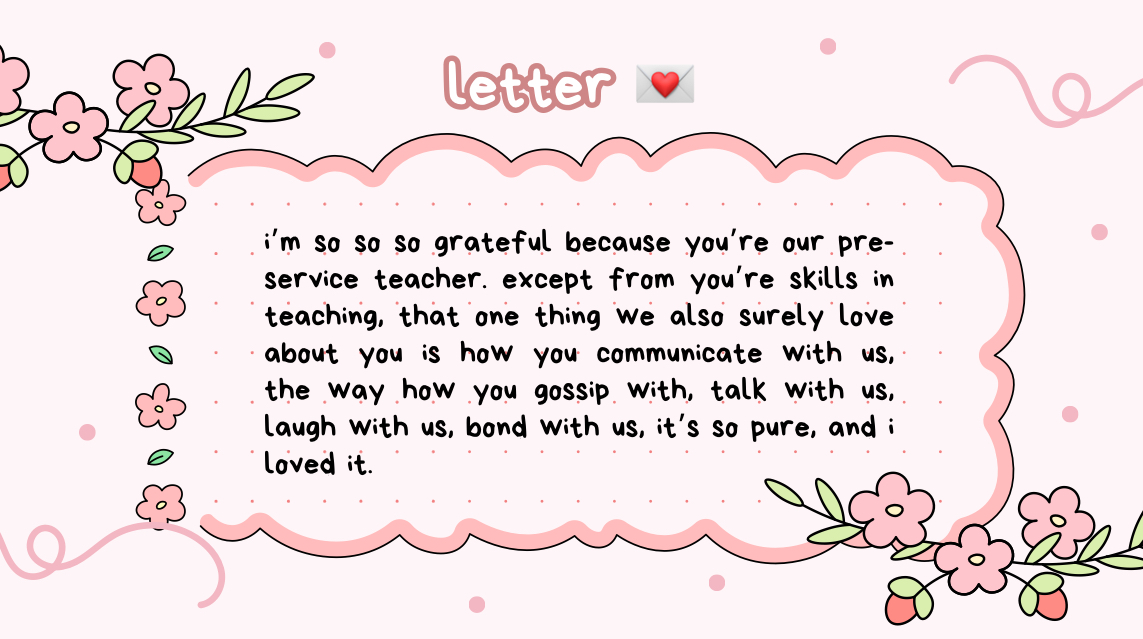 letter
i'm so so so grateful because you're our pre-
service teacher. except from you're skills in
teaching, that one thing we also surely love
about you is how you communicate with us,
the way how you gossip with, talk with us,
laugh with us, bond with us, it's so pure, and i
loved it.